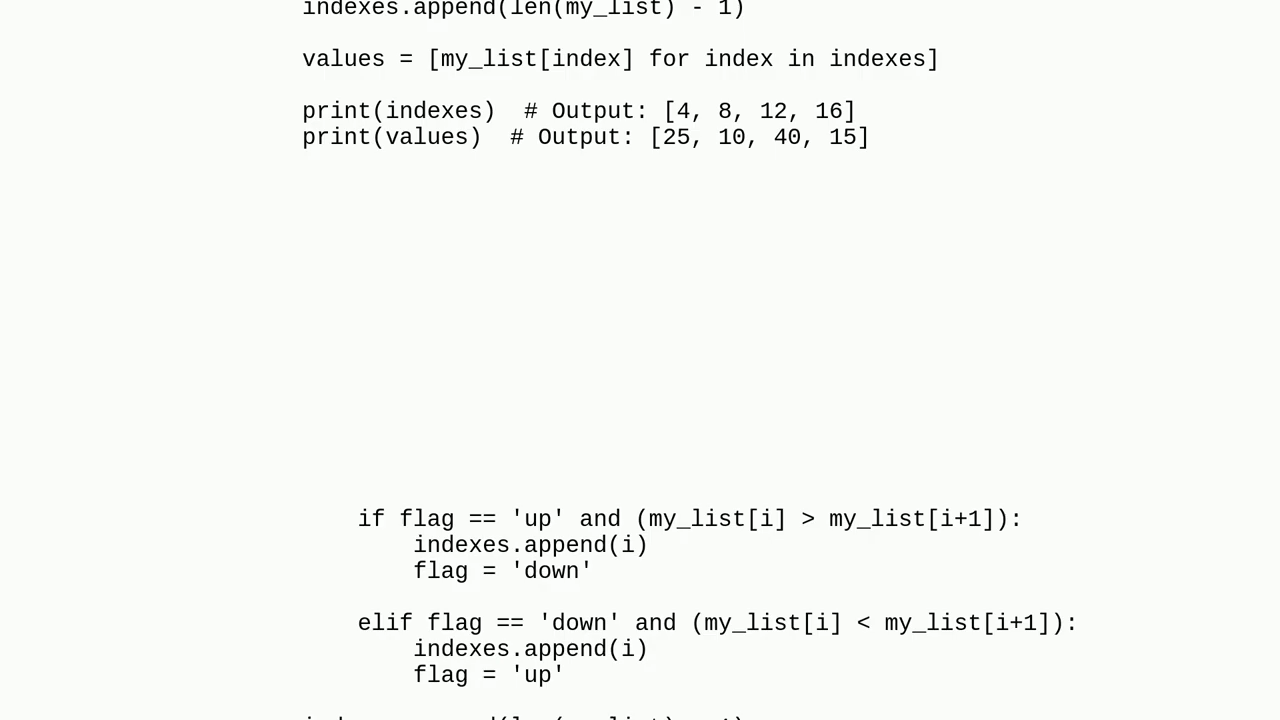 indexes.append(len(my_list) - 1)
values = [my_list[index] for index in indexes]
print(indexes)  # Output: [4, 8, 12, 16]
print(values)  # Output: [25, 10, 40, 15]
if flag == 'up' and (my_list[i] > my_list[i+1]):
indexes.append(i)
flag = 'down'
elif flag == 'down' and (my_list[i] < my_list[i+1]):
indexes.append(i)
flag = 'up'